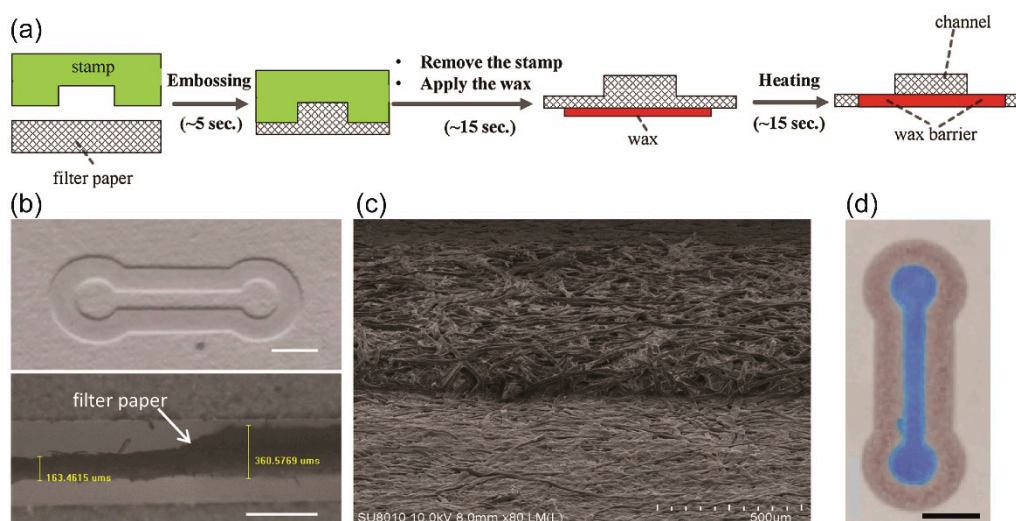 (a)
stamp
filter paper
Embossing
(~5 sec.)
• Remove the stamp
• Apply the wax
(~15 sec.)
wax
Heating
(~15 sec.)
channel
wax barrier
(b)
filter paper
163.4615 ums
360.5769 ums
(c)
SU8010 10.0kV 8.0mm x80 LM(L)
500um
(d)